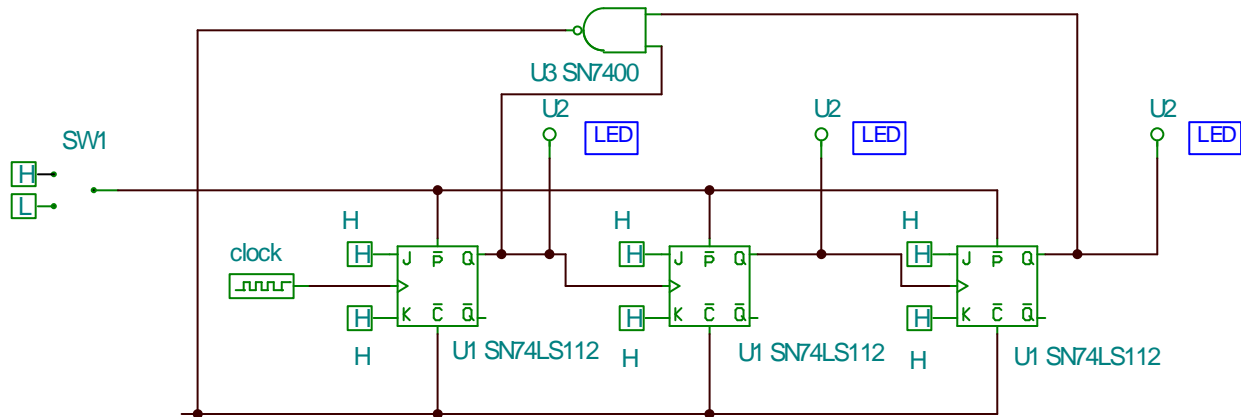 U3 SN7400
U2 U2 U2
LED LED LED
SW1
H
L
H H H
clock
H J P̅ Q H J P̅ Q H J P̅ Q
H K C̅ Q̅ H K C̅ Q̅ H K C̅ Q̅
U1 SN74LS112 U1 SN74LS112 U1 SN74LS112
H H H